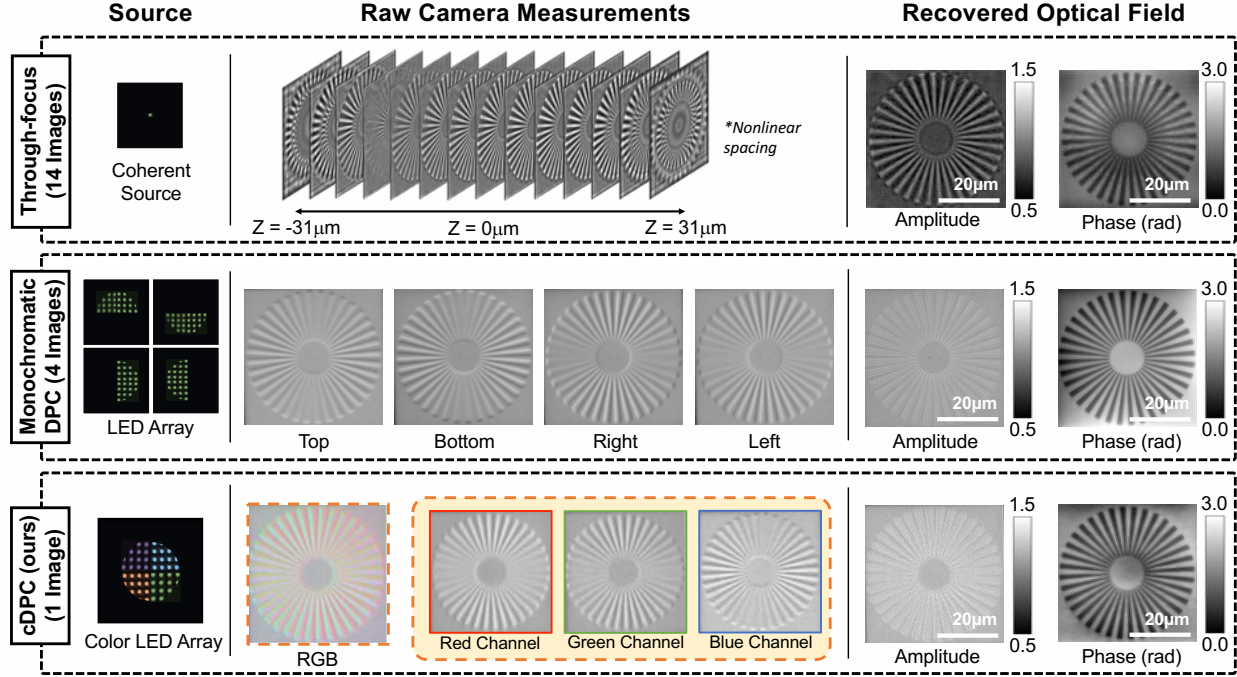 Source
Raw Camera Measurements
Recovered Optical Field
Through-focus
(14 Images)
Coherent
Source
*Nonlinear
spacing
Z = -31μm
Z = 0μm
Z = 31μm
20μm
Amplitude
1.5
0.5
20μm
Phase (rad)
3.0
0.0
Monochromatic
DPC (4 Images)
LED Array
Top
Bottom
Right
Left
20μm
Amplitude
1.5
0.5
20μm
Phase (rad)
3.0
0.0
cDPC (ours)
(1 Image)
Color LED Array
RGB
Red Channel
Green Channel
Blue Channel
20μm
Amplitude
1.5
0.5
20μm
Phase (rad)
3.0
0.0